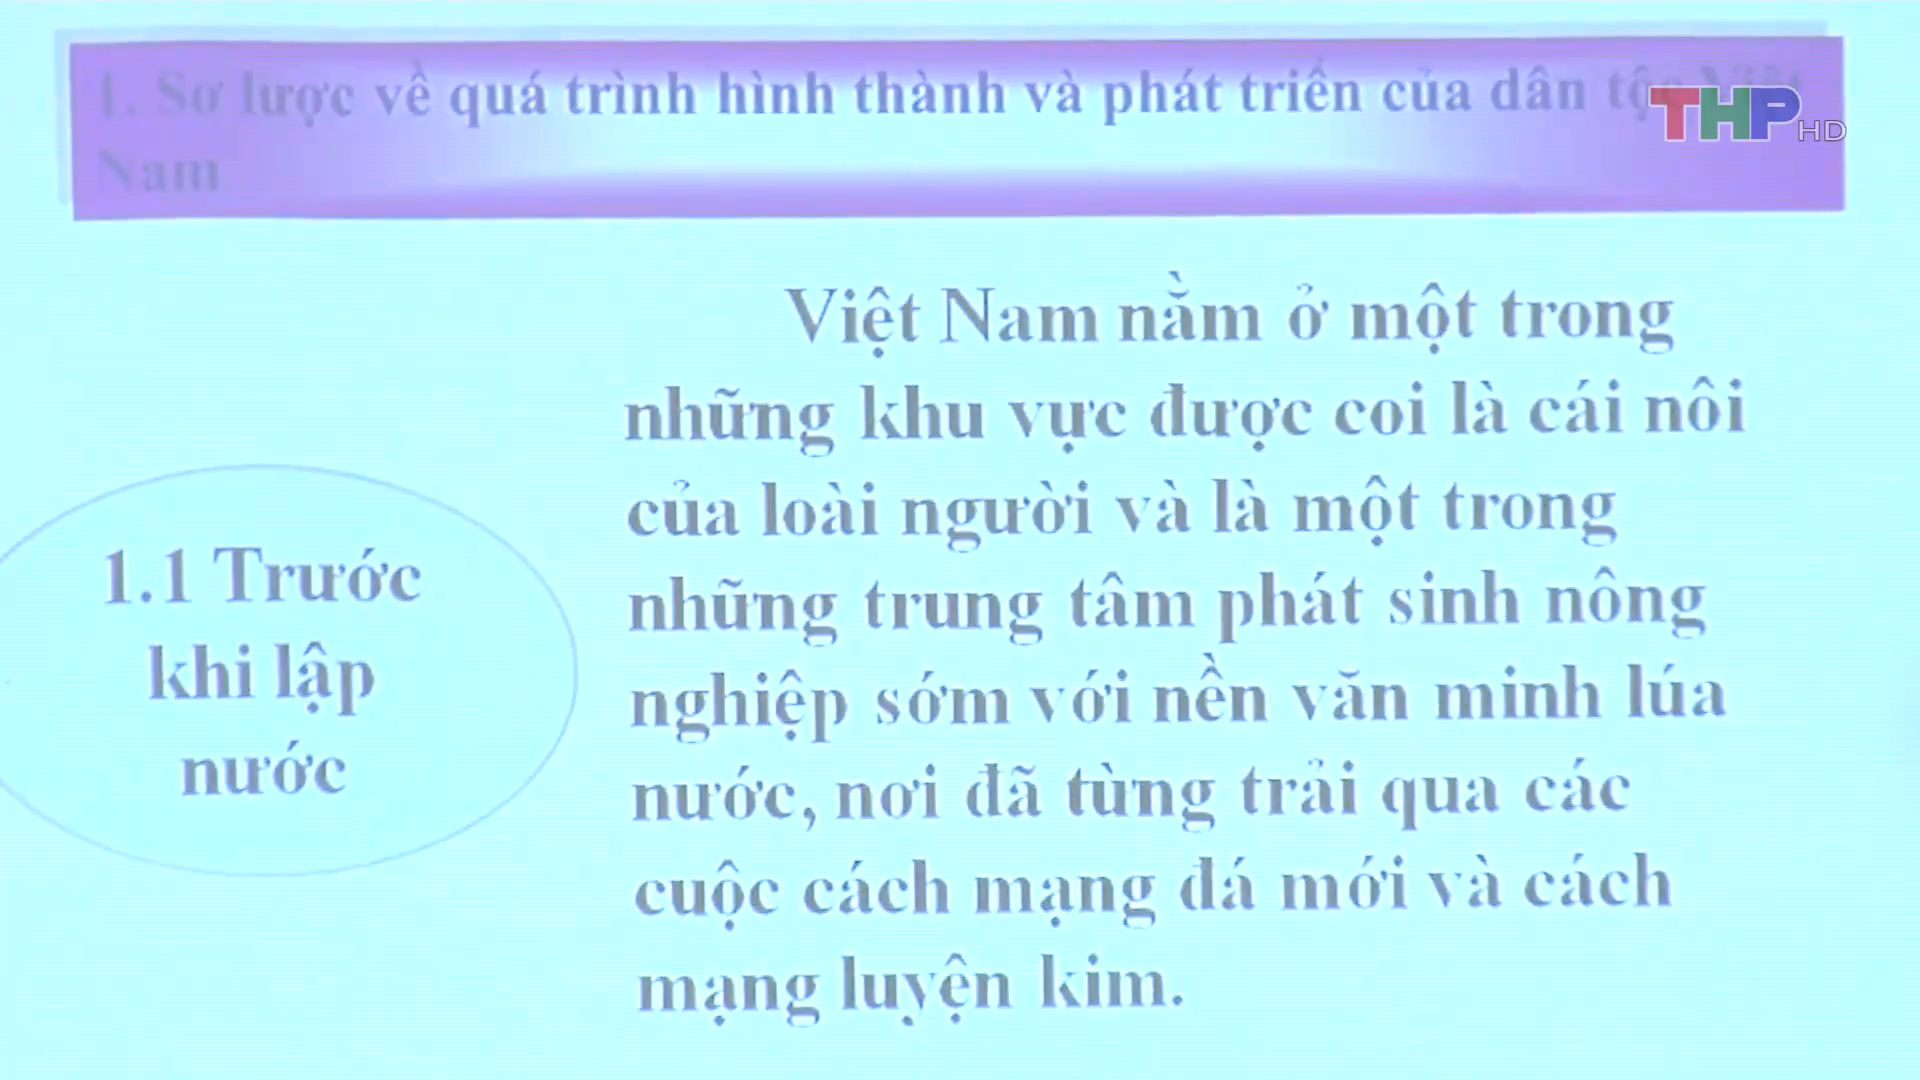 1. Sơ lược về quá trình hình thành và phát triển của dân tộc Việt
Nam
THP HD
Việt Nam nằm ở một trong
những khu vực được coi là cái nôi
của loài người và là một trong
những trung tâm phát sinh nông
nghiệp sớm với nền văn minh lúa
nước, nơi đã từng trải qua các
cuộc cách mạng đá mới và cách
mạng luyện kim.
1.1 Trước
khi lập
nước